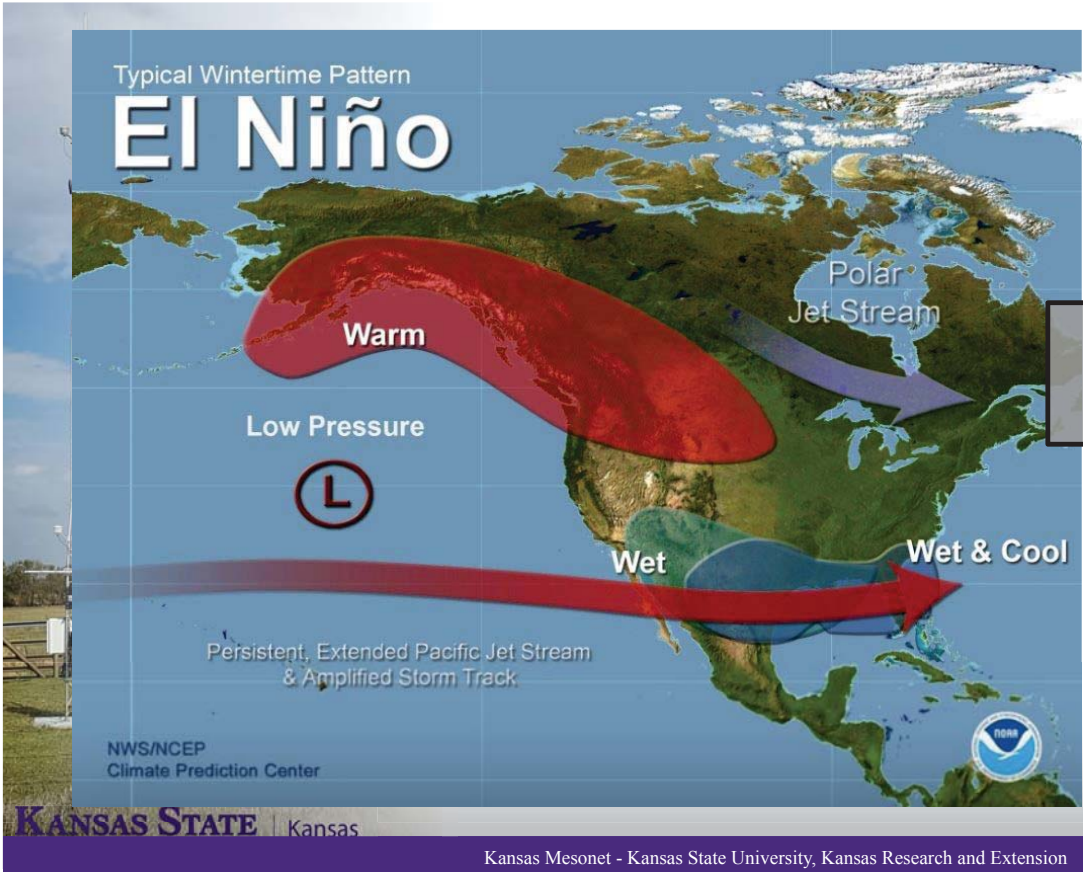 Typical Wintertime Pattern
El Niño
Polar
Jet Stream
Warm
Low Pressure
L
Wet
Wet & Cool
Persistent, Extended Pacific Jet Stream
& Amplified Storm Track
NWS/NCEP
Climate Prediction Center
NOAA
KANSAS STATE | Kansas
Kansas Mesonet - Kansas State University, Kansas Research and Extension